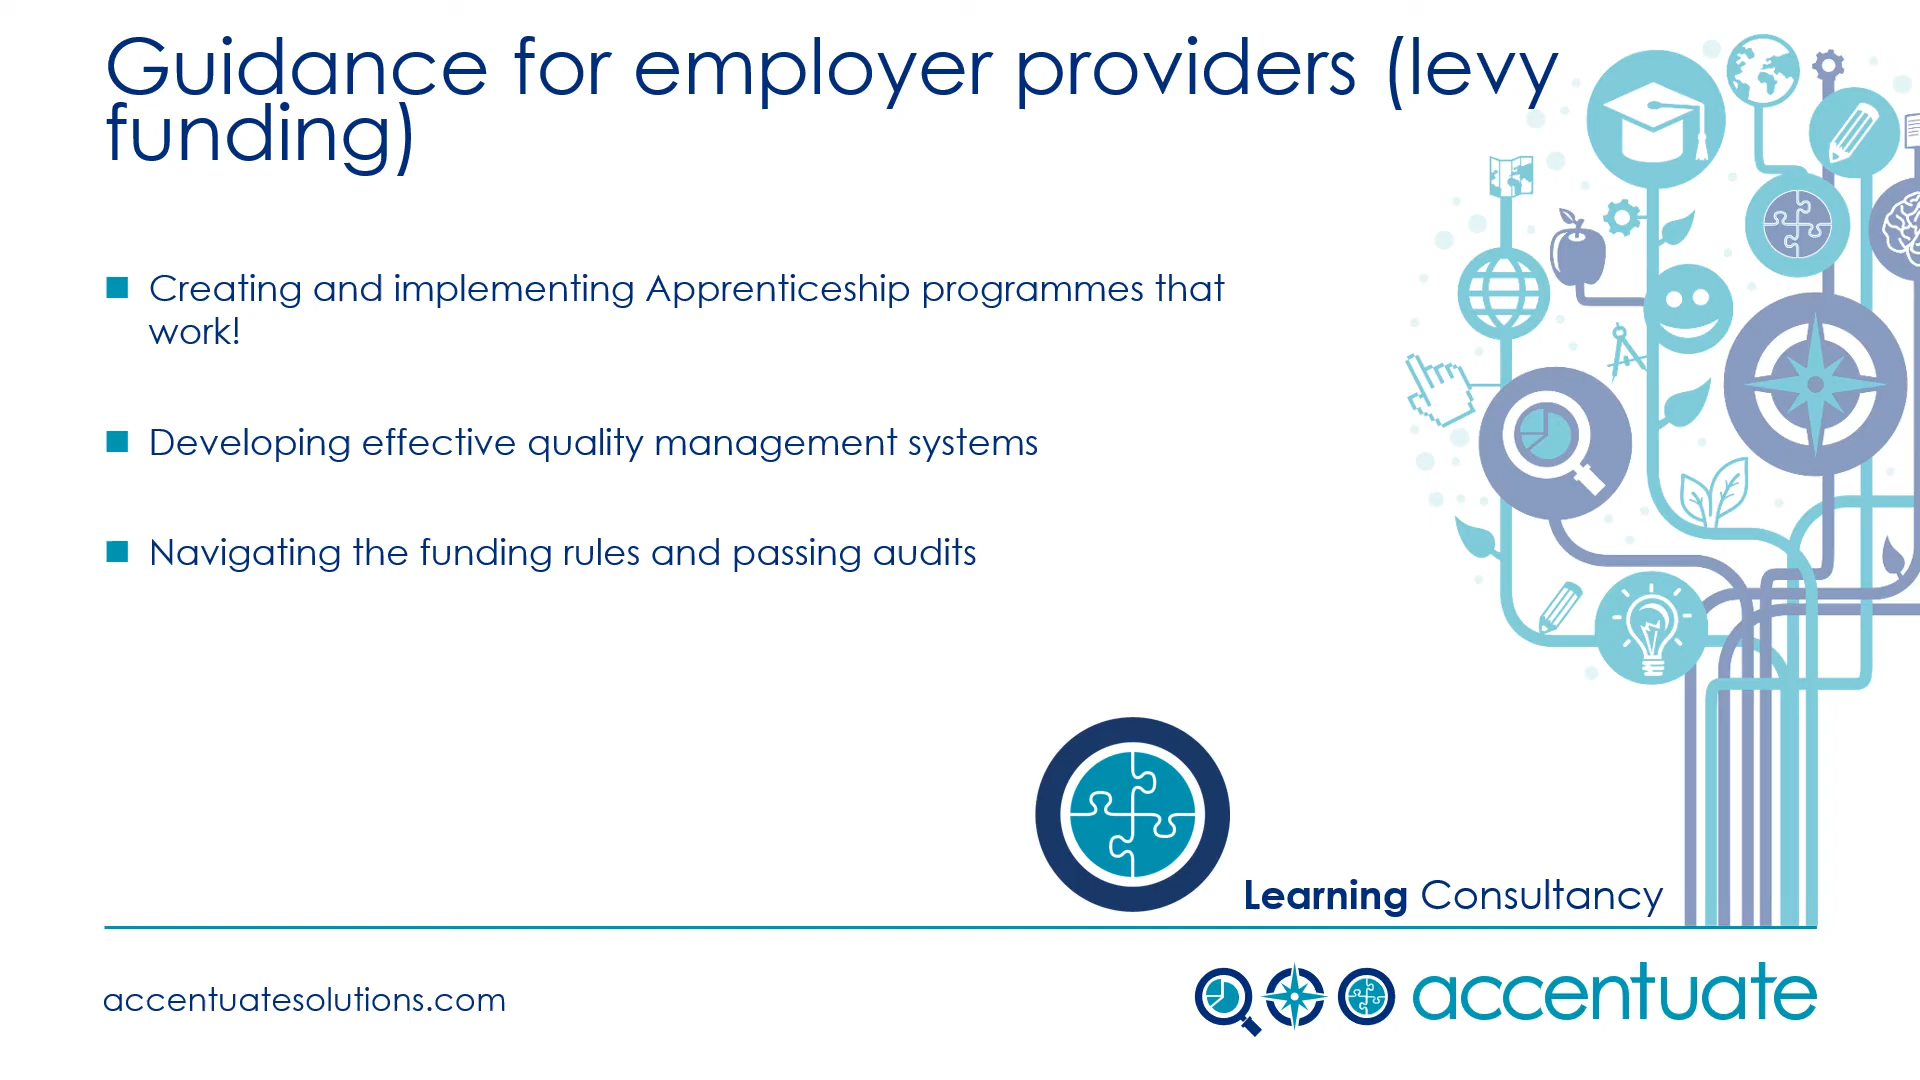 Guidance for employer providers (levy
funding)
Creating and implementing Apprenticeship programmes that
work!
Developing effective quality management systems
Navigating the funding rules and passing audits
Learning Consultancy
accentuatesolutions.com
accentuate